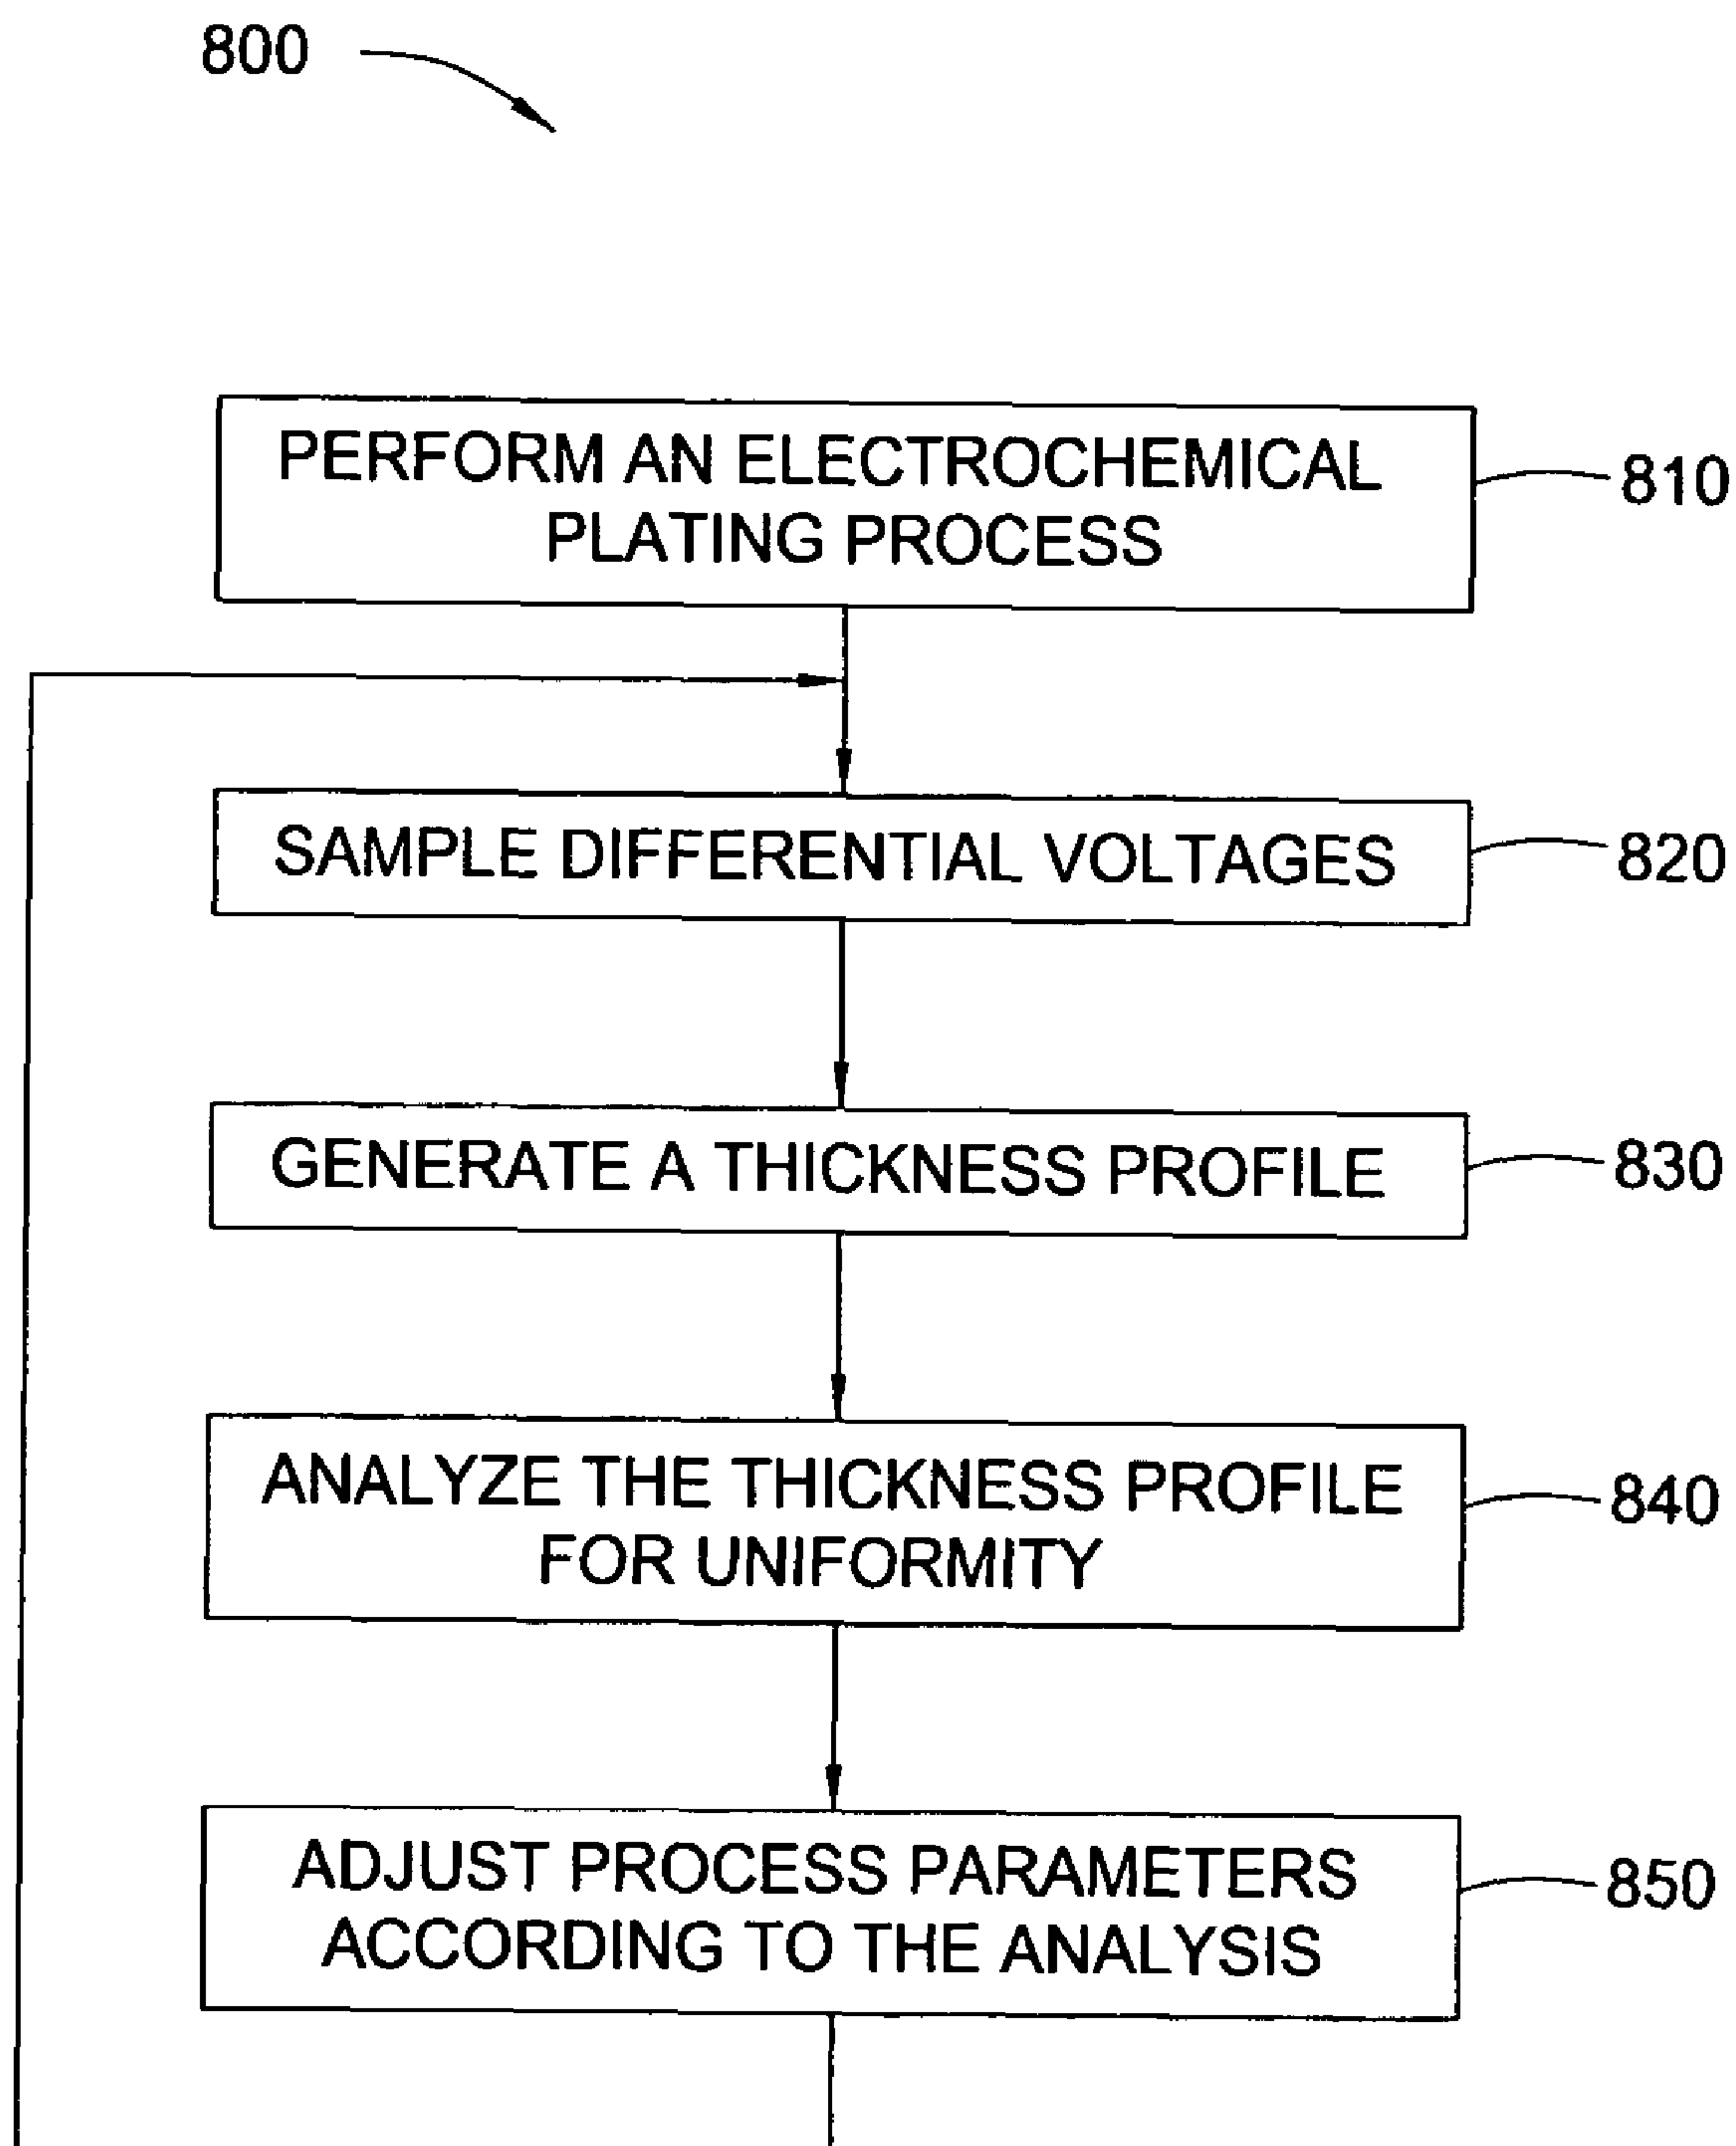 800
PERFORM AN ELECTROCHEMICAL
PLATING PROCESS
810
SAMPLE DIFFERENTIAL VOLTAGES
820
GENERATE A THICKNESS PROFILE
830
ANALYZE THE THICKNESS PROFILE
FOR UNIFORMITY
840
ADJUST PROCESS PARAMETERS
ACCORDING TO THE ANALYSIS
850